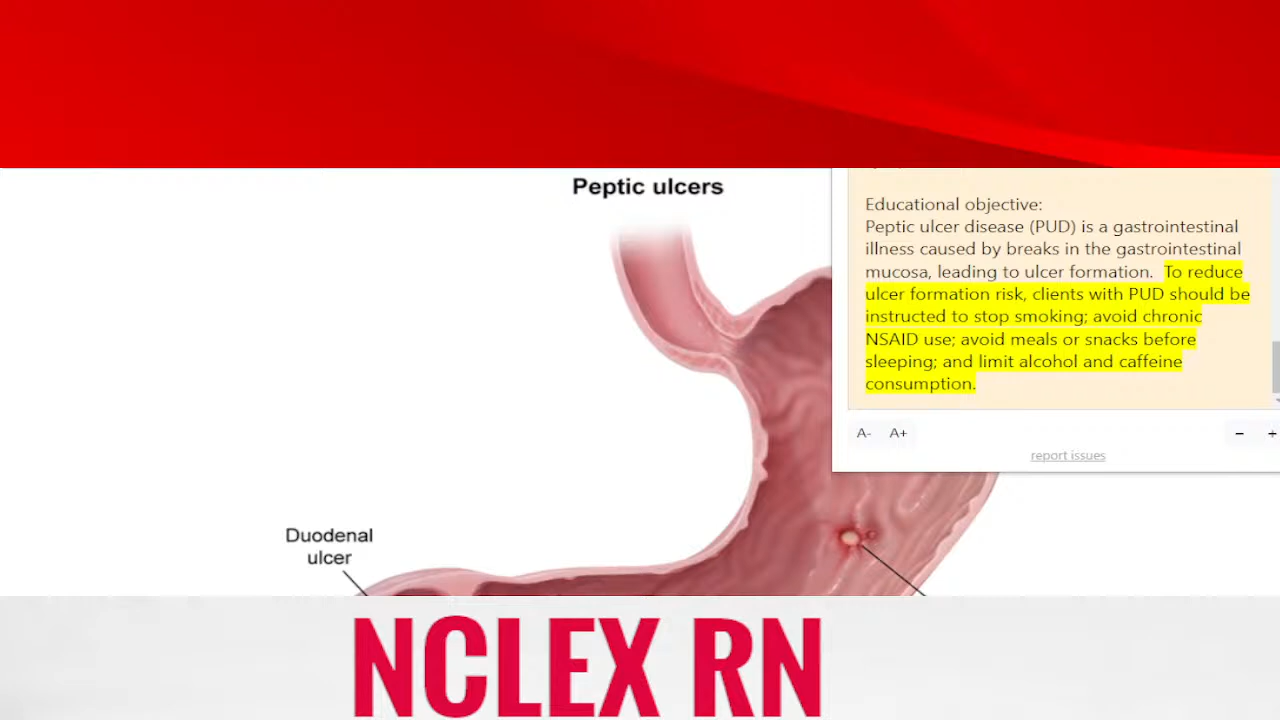 Peptic ulcers
Educational objective:
Peptic ulcer disease (PUD) is a gastrointestinal
illness caused by breaks in the gastrointestinal
mucosa, leading to ulcer formation. To reduce
ulcer formation risk, clients with PUD should be
instructed to stop smoking; avoid chronic
NSAID use; avoid meals or snacks before
sleeping; and limit alcohol and caffeine
consumption.
A- A+
− +
report issues
Duodenal
ulcer
NCLEX RN